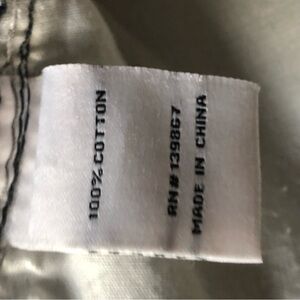 100% COTTON
RN# 139867
MADE IN CHINA